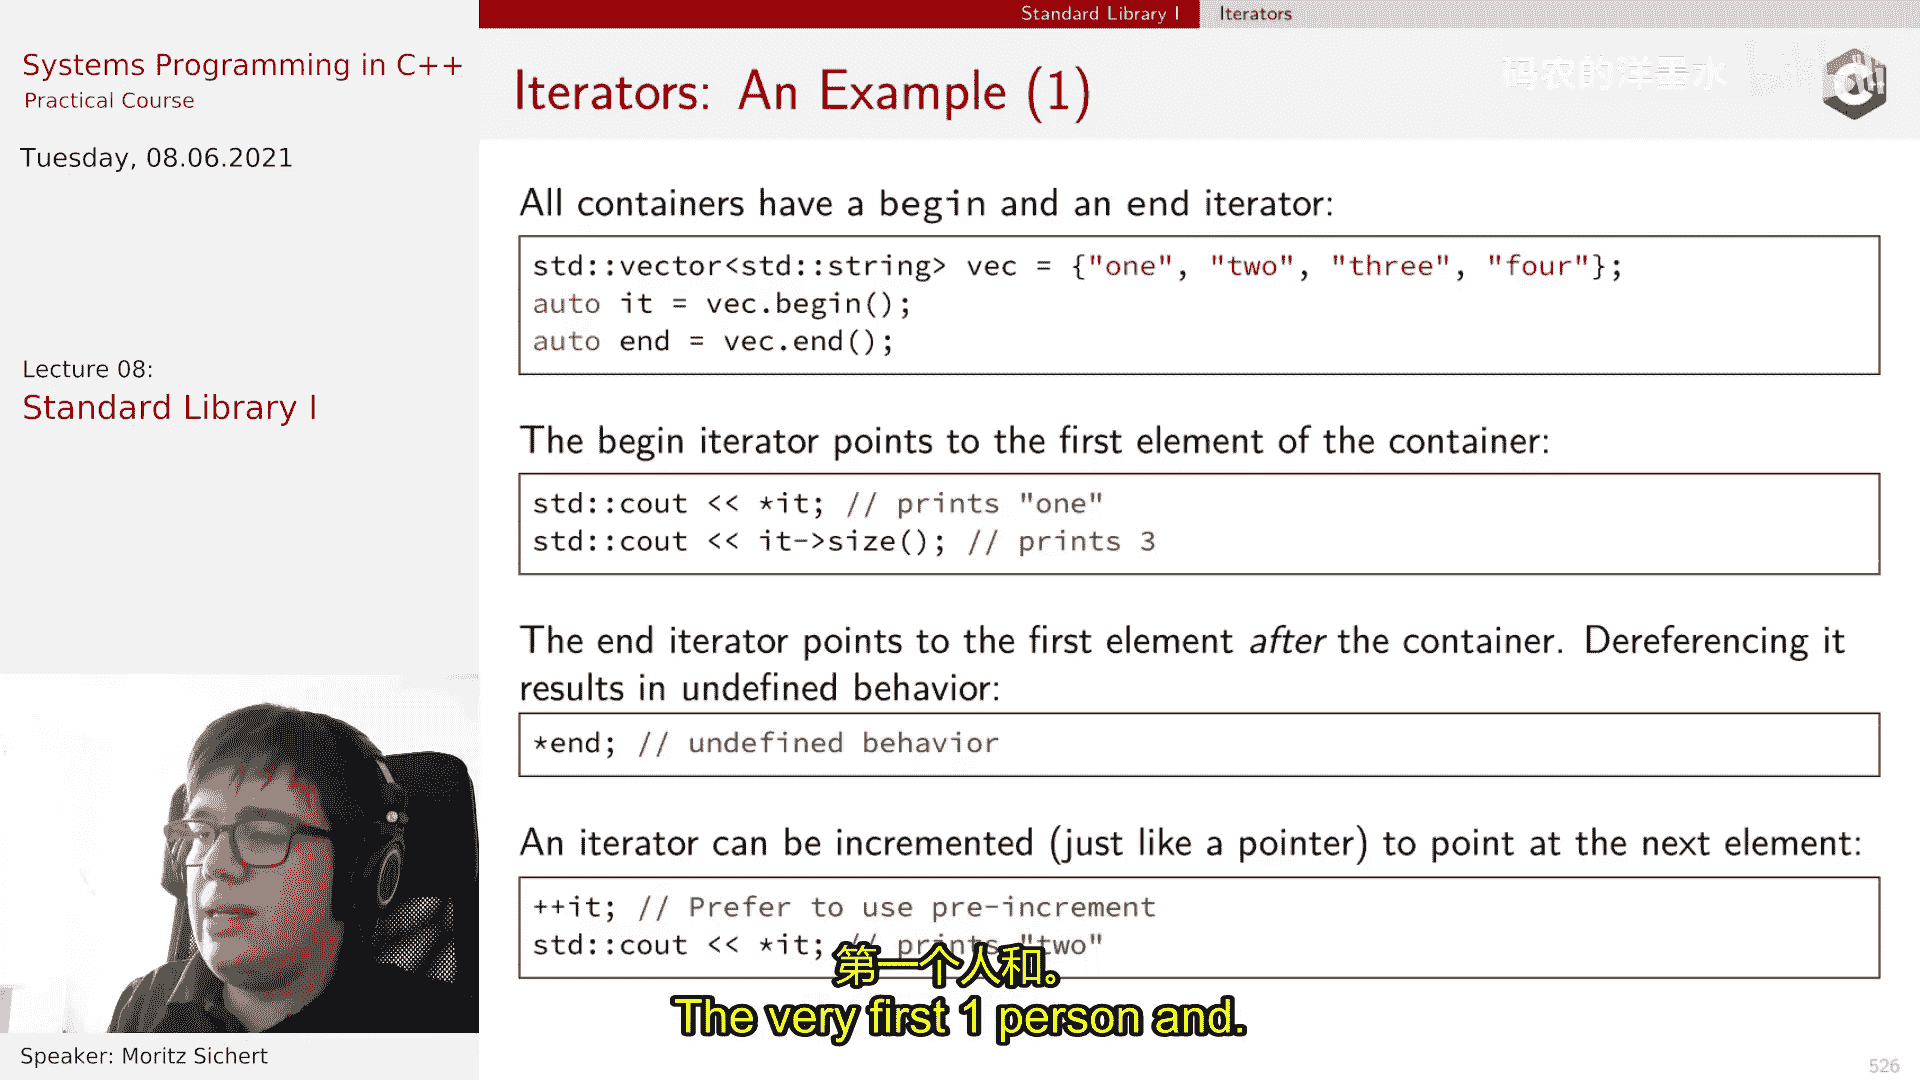 Standard Library I
Iterators
Systems Programming in C++
Practical Course
Tuesday, 08.06.2021
Lecture 08:
Standard Library I
Iterators: An Example (1)
码农的洋墨水
All containers have a begin and an end iterator:
std::vector<std::string> vec = {"one", "two", "three", "four"};
auto it = vec.begin();
auto end = vec.end();
The begin iterator points to the first element of the container:
std::cout << *it; // prints "one"
std::cout << it->size(); // prints 3
The end iterator points to the first element after the container. Dereferencing it
results in undefined behavior:
*end; // undefined behavior
An iterator can be incremented (just like a pointer) to point at the next element:
++it; // Prefer to use pre-increment
std::cout << *it; // prints "two"
第一个人和。
The very first 1 person and.
Speaker: Moritz Sichert
526